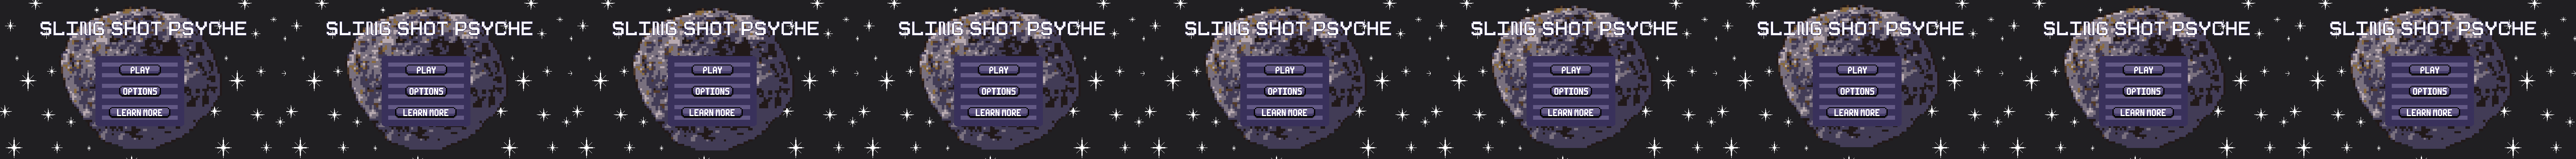 SLING SHOT PSYCHE SLING SHOT PSYCHE SLING SHOT PSYCHE SLING SHOT PSYCHE SLING SHOT PSYCHE SLING SHOT PSYCHE SLING SHOT PSYCHE SLING SHOT PSYCHE SLING SHOT PSYCHE
PLAY PLAY PLAY PLAY PLAY PLAY PLAY PLAY PLAY
OPTIONS OPTIONS OPTIONS OPTIONS OPTIONS OPTIONS OPTIONS OPTIONS OPTIONS
LEARN MORE LEARN MORE LEARN MORE LEARN MORE LEARN MORE LEARN MORE LEARN MORE LEARN MORE LEARN MORE